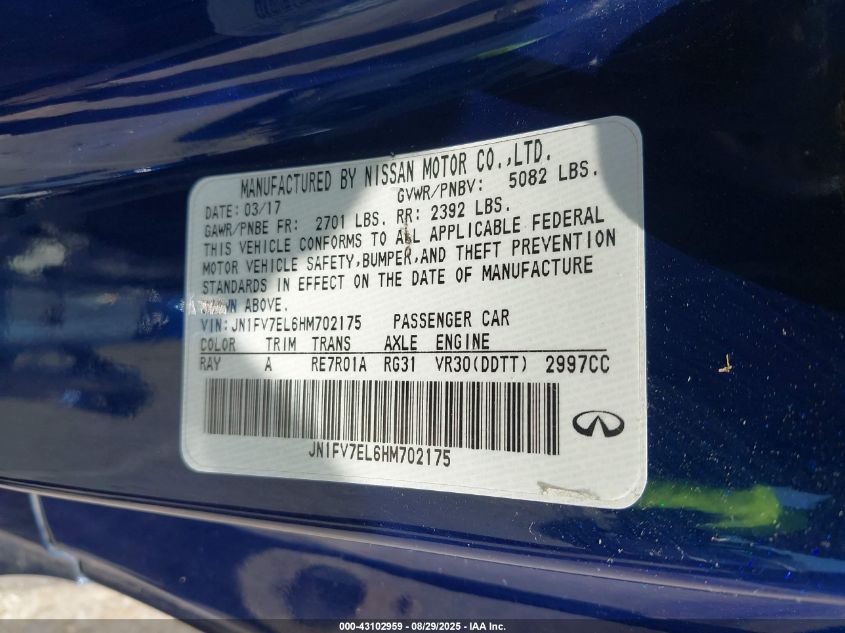 MANUFACTURED BY NISSAN MOTOR CO.,LTD.
DATE: 03/17 GVWR/PNBV: 5082 LBS.
GAWR/PNBE FR: 2701 LBS. RR: 2392 LBS.
THIS VEHICLE CONFORMS TO ALL APPLICABLE FEDERAL
MOTOR VEHICLE SAFETY,BUMPER,AND THEFT PREVENTION
STANDARDS IN EFFECT ON THE DATE OF MANUFACTURE
SHOWN ABOVE.
VIN: JN1FV7EL6HM702175 PASSENGER CAR
COLOR TRIM TRANS AXLE ENGINE
RAY A RE7R01A RG31 VR30(DDTT) 2997CC
JN1FV7EL6HM702175
000-43102959 - 08/29/2025 - IAA Inc.